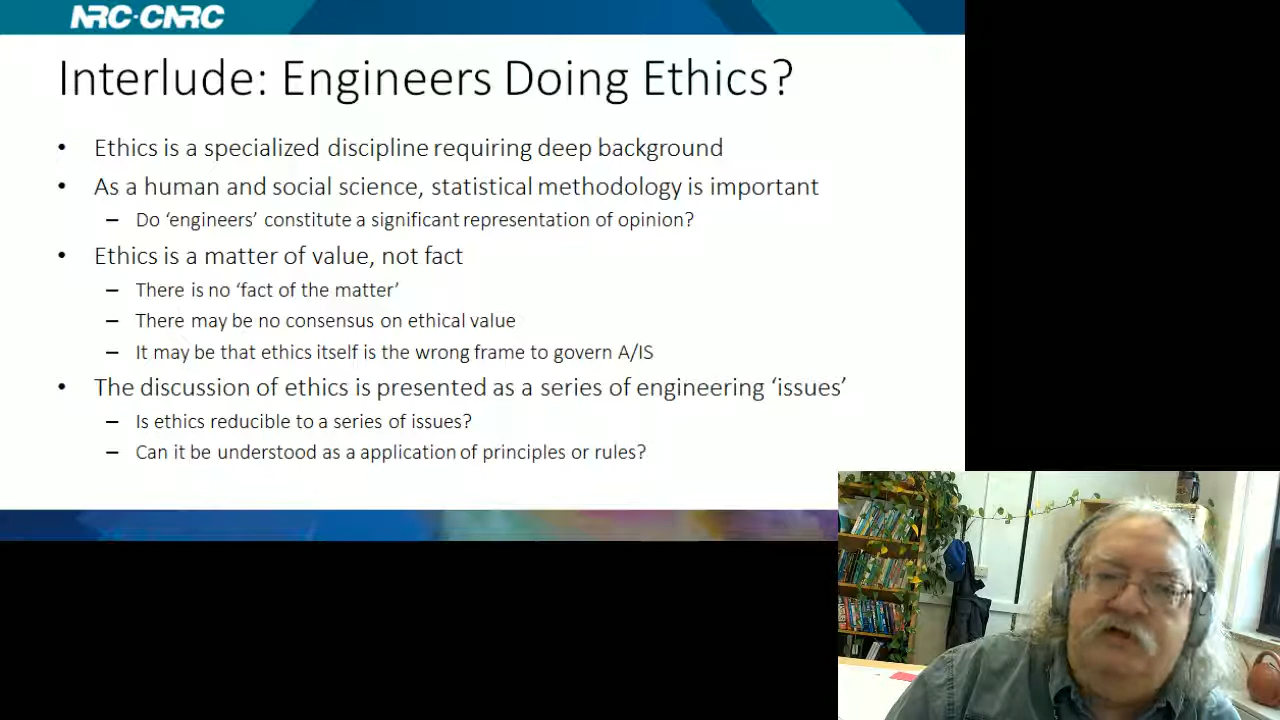 NRC·CNRC
Interlude: Engineers Doing Ethics?
• Ethics is a specialized discipline requiring deep background
• As a human and social science, statistical methodology is important
– Do ‘engineers’ constitute a significant representation of opinion?
• Ethics is a matter of value, not fact
– There is no ‘fact of the matter’
– There may be no consensus on ethical value
– It may be that ethics itself is the wrong frame to govern A/IS
• The discussion of ethics is presented as a series of engineering ‘issues’
– Is ethics reducible to a series of issues?
– Can it be understood as a application of principles or rules?